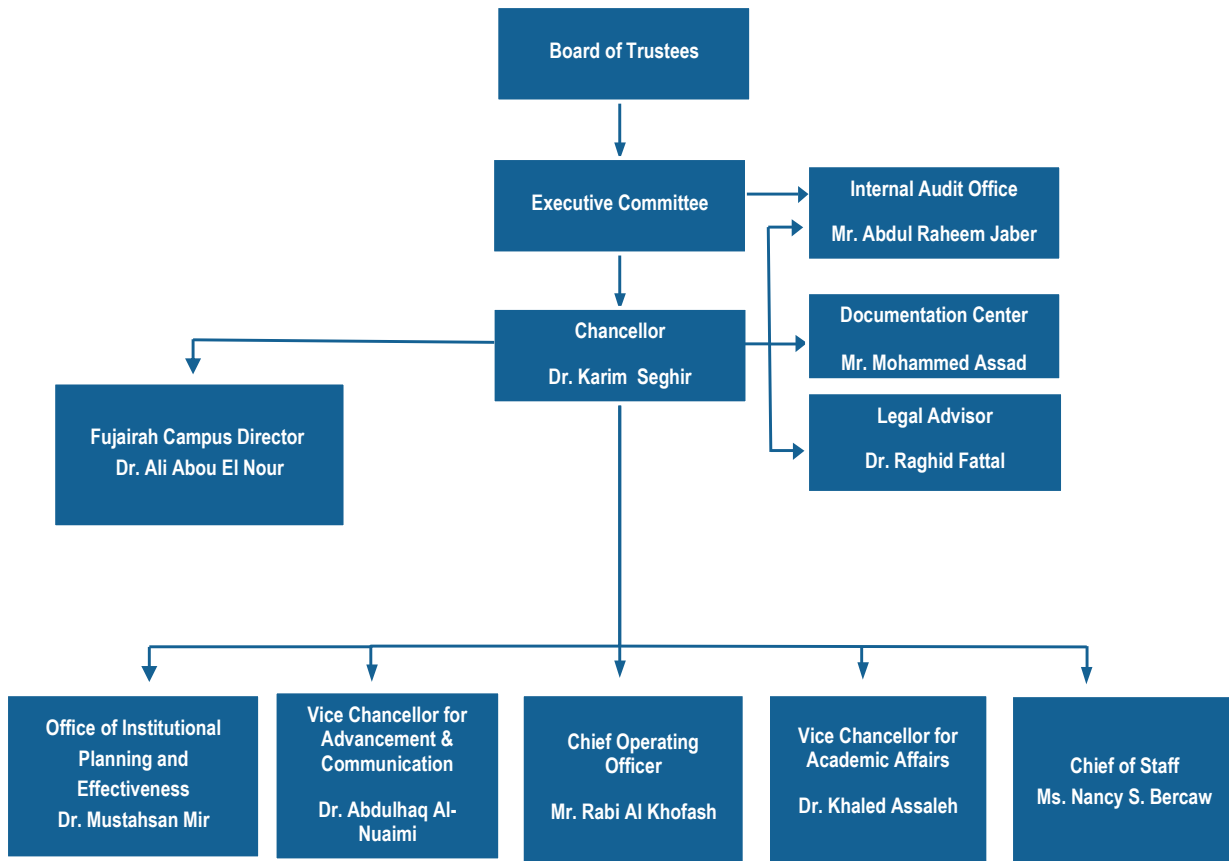 Board of Trustees
Executive Committee
Internal Audit Office
Mr. Abdul Raheem Jaber
Chancellor
Dr. Karim Seghir
Documentation Center
Mr. Mohammed Assad
Legal Advisor
Dr. Raghid Fattal
Fujairah Campus Director
Dr. Ali Abou El Nour
Office of Institutional
Planning and
Effectiveness
Dr. Mustahsan Mir
Vice Chancellor for
Advancement &
Communication
Dr. Abdulhaq Al-
Nuaimi
Chief Operating
Officer
Mr. Rabi Al Khofash
Vice Chancellor for
Academic Affairs
Dr. Khaled Assaleh
Chief of Staff
Ms. Nancy S. Bercaw